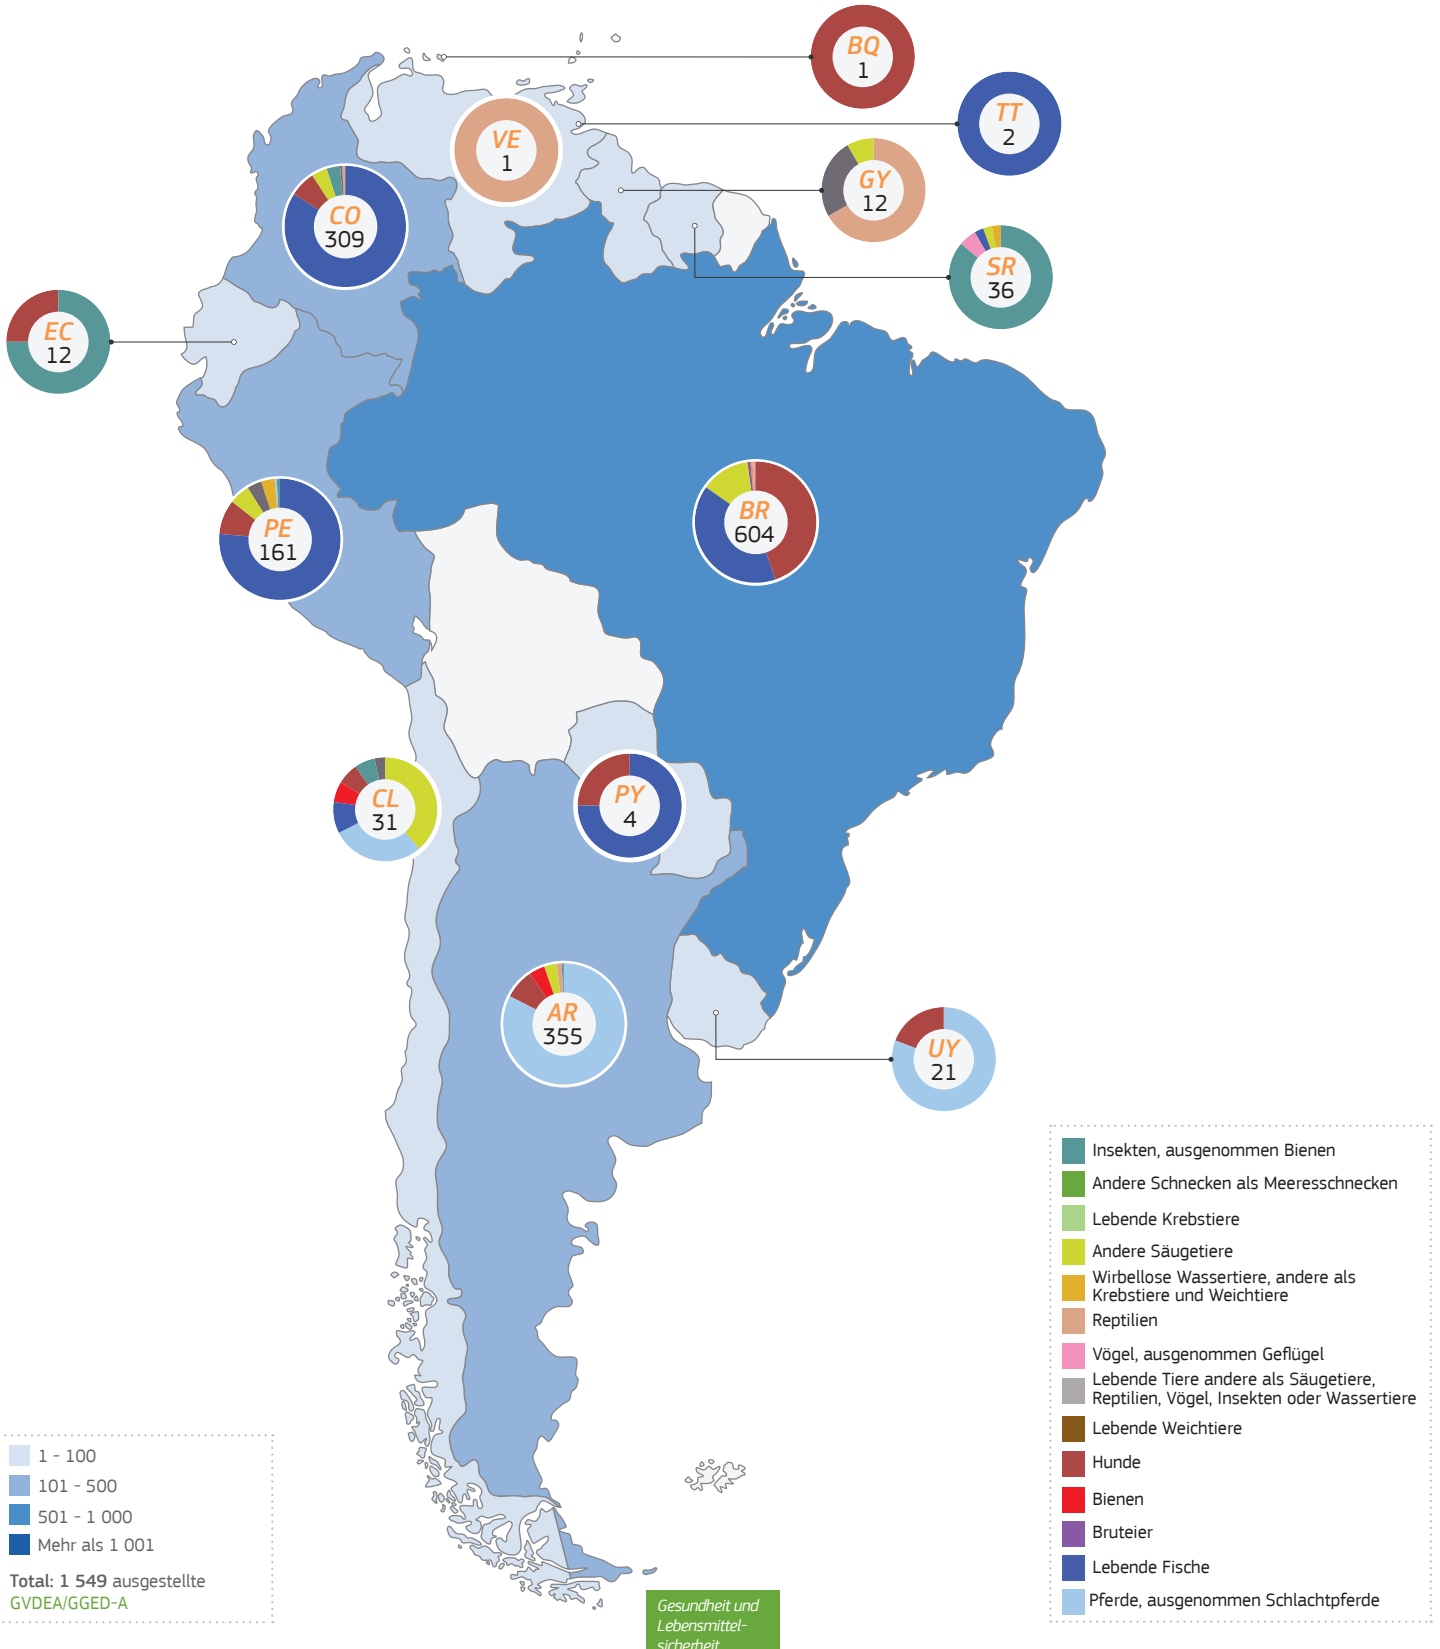 BQ
1
TT
2
VE
1
GY
12
CO
309
SR
36
EC
12
BR
604
PE
161
CL
31
PY
4
AR
355
UY
21
Insekten, ausgenommen Bienen
Andere Schnecken als Meeresschnecken
Lebende Krebstiere
Andere Säugetiere
Wirbellose Wassertiere, andere als
Krebstiere und Weichtiere
Reptilien
Vögel, ausgenommen Geflügel
Lebende Tiere andere als Säugetiere,
Reptilien, Vögel, Insekten oder Wassertiere
Lebende Weichtiere
Hunde
Bienen
Bruteier
Lebende Fische
Pferde, ausgenommen Schlachtpferde
1 - 100
101 - 500
501 - 1 000
Mehr als 1 001
Total: 1 549 ausgestellte
GVDEA/GGED-A
Gesundheit und
Lebensmittel-
sicherheit